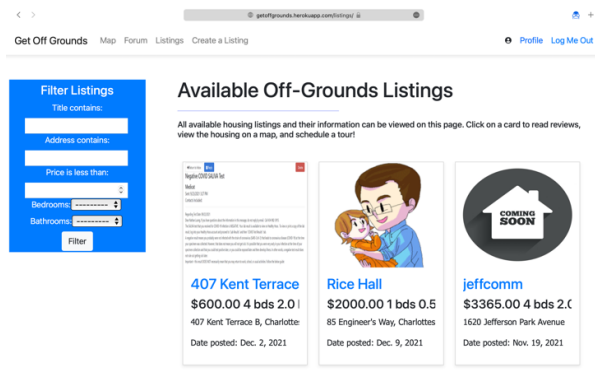 getoffgrounds.herokuapp.com/listings/
Get Off Grounds Map Forum Listings Create a Listing Profile Log Me Out
Filter Listings
Title contains:
Address contains:
Price is less than:
Bedrooms: ---------
Bathrooms: ---------
Filter
Available Off-Grounds Listings
All available housing listings and their information can be viewed on this page. Click on a card to read reviews,
view the housing on a map, and schedule a tour!
Negative COVID SALIVA Test
407 Kent Terrace
$600.00 4 bds 2.0
407 Kent Terrace B, Charlottes
Date posted: Dec. 2, 2021
Rice Hall
$2000.00 1 bds 0.5
85 Engineer's Way, Charlottes
Date posted: Dec. 9, 2021
COMING
SOON
jeffcomm
$3365.00 4 bds 2.0
1620 Jefferson Park Avenue
Date posted: Nov. 19, 2021